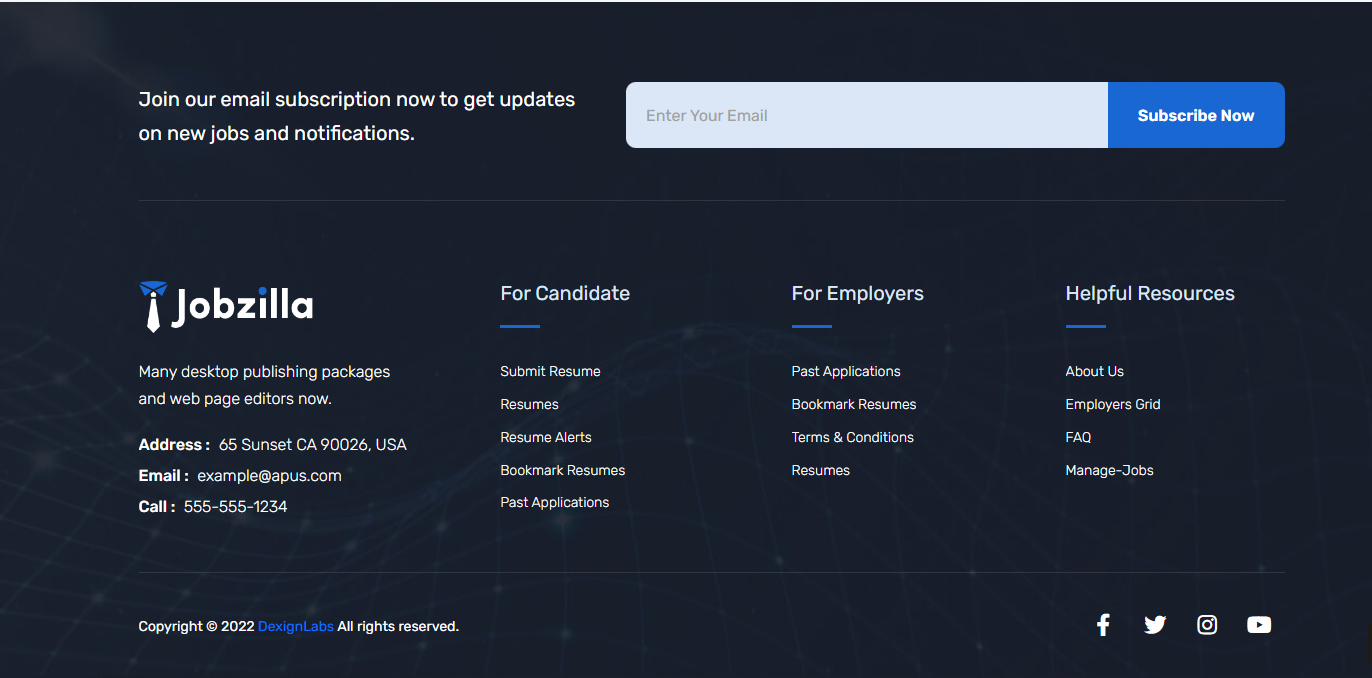 Join our email subscription now to get updates
on new jobs and notifications.
Enter Your Email
Subscribe Now
Jobzilla
Many desktop publishing packages
and web page editors now.
Address : 65 Sunset CA 90026, USA
Email : example@apus.com
Call : 555-555-1234
For Candidate
Submit Resume
Resumes
Resume Alerts
Bookmark Resumes
Past Applications
For Employers
Past Applications
Bookmark Resumes
Terms & Conditions
Resumes
Helpful Resources
About Us
Employers Grid
FAQ
Manage-Jobs
Copyright © 2022 DexignLabs All rights reserved.